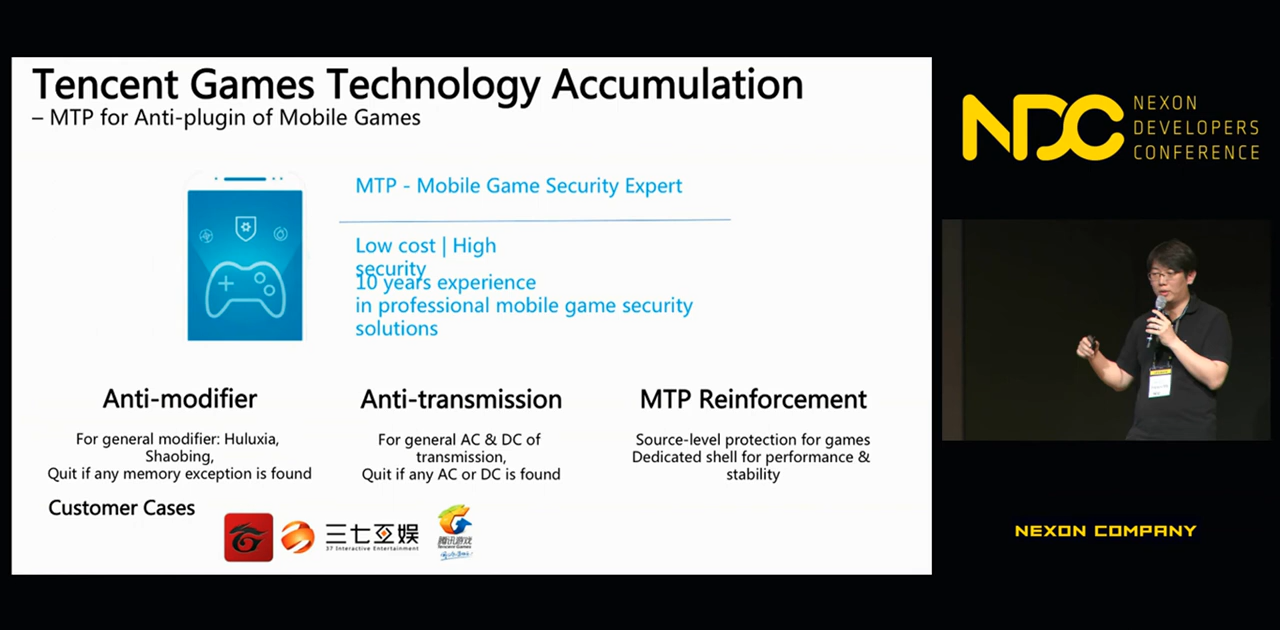 Tencent Games Technology Accumulation
– MTP for Anti-plugin of Mobile Games
MTP - Mobile Game Security Expert
Low cost | High
security
10 years experience
in professional mobile game security
solutions
Anti-modifier
For general modifier: Huluxia,
Shaobing,
Quit if any memory exception is found
Anti-transmission
For general AC & DC of
transmission,
Quit if any AC or DC is found
MTP Reinforcement
Source-level protection for games
Dedicated shell for performance &
stability
Customer Cases
三七互娱
37 Interactive Entertainment
腾讯游戏
Tencent Games
NDC
NEXON
DEVELOPERS
CONFERENCE
NEXON COMPANY